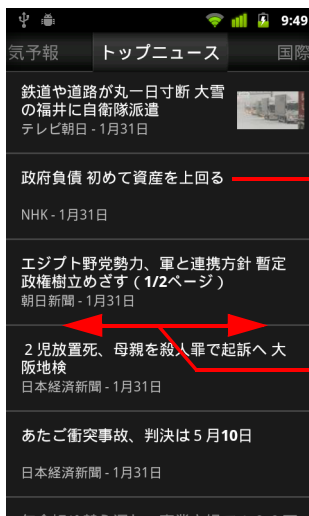 9:49
気予報
トップニュース
国際
鉄道や道路が丸一日寸断 大雪
の福井に自衛隊派遣
テレビ朝日 - 1月31日
政府負債 初めて資産を上回る
NHK - 1月31日
エジプト野党勢力、軍と連携方針 暫定
政権樹立めざす（1/2ページ）
朝日新聞 - 1月31日
２児放置死、母親を殺人罪で起訴へ 大
阪地検
日本経済新聞 - 1月31日
あたご衝突事故、判決は５月10日
日本経済新聞 - 1月31日